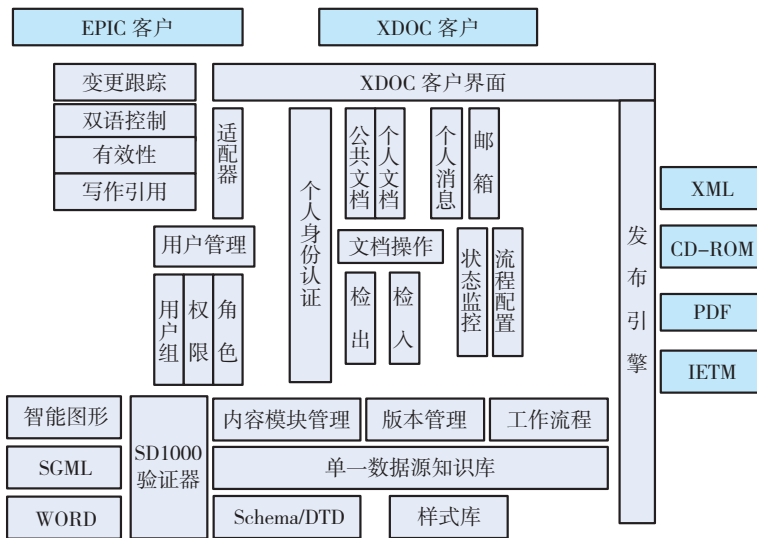 EPIC 客户
XDOC 客户
变更跟踪
XDOC 客户界面
双语控制
有效性
写作引用
适配器
个人身份认证
公共文档
个人文档
个人消息
邮箱
用户管理
文档操作
状态监控
流程配置
用户组
权限
角色
检出
检入
发布引擎
XML
CD-ROM
PDF
IETM
智能图形
SGML
WORD
SD1000
验证器
内容模块管理
版本管理
工作流程
单一数据源知识库
Schema/DTD
样式库